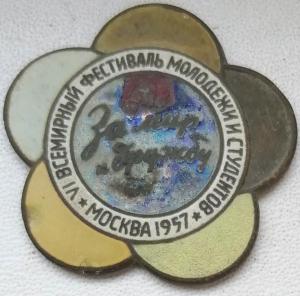 VI ВСЕМИРНЫЙ ФЕСТИВАЛЬ МОЛОДЕЖИ И СТУДЕНТОВ
За мир
и дружбу
* МОСКВА 1957 *